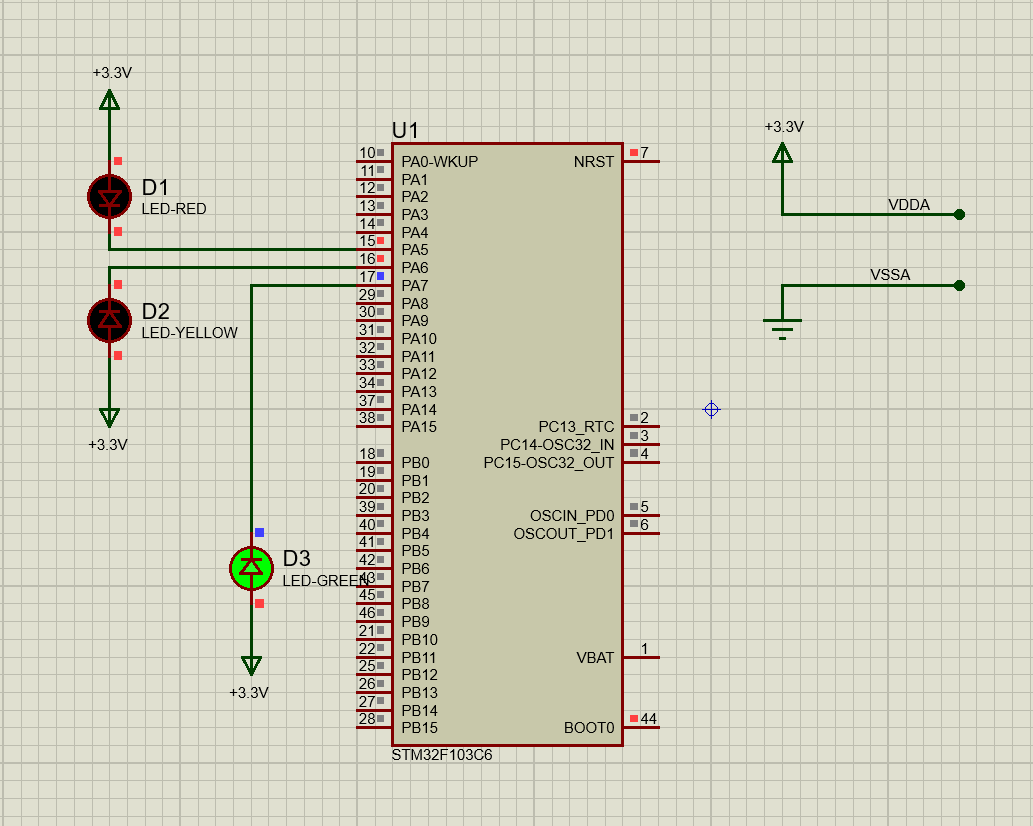 +3.3V
D1
LED-RED
D2
LED-YELLOW
+3.3V
D3
LED-GREEN
+3.3V
U1
10 PA0-WKUP
11 PA1
12 PA2
13 PA3
14 PA4
15 PA5
16 PA6
17 PA7
29 PA8
30 PA9
31 PA10
32 PA11
33 PA12
34 PA13
37 PA14
38 PA15
18 PB0
19 PB1
20 PB2
39 PB3
40 PB4
41 PB5
42 PB6
43 PB7
45 PB8
46 PB9
21 PB10
22 PB11
25 PB12
26 PB13
27 PB14
28 PB15
NRST 7
PC13_RTC 2
PC14-OSC32_IN 3
PC15-OSC32_OUT 4
OSCIN_PD0 5
OSCOUT_PD1 6
VBAT 1
BOOT0 44
STM32F103C6
+3.3V
VDDA
VSSA